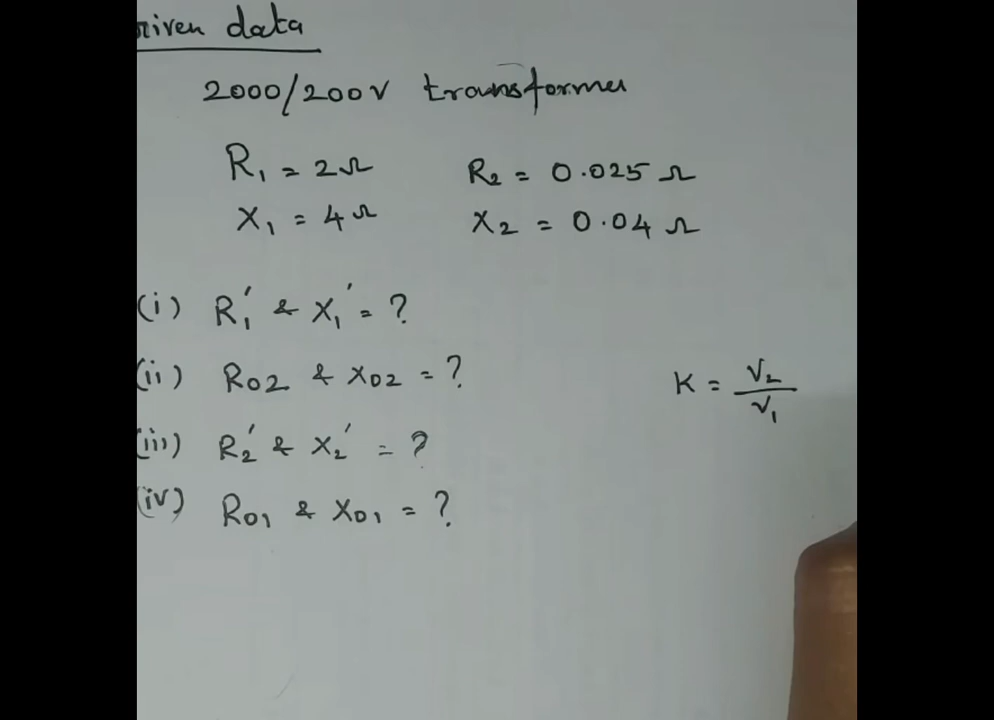 riven data
2000/200V transformer
R₁ = 2Ω R₂ = 0.025 Ω
X₁ = 4Ω X₂ = 0.04 Ω
(i) R₁′ & X₁′ = ?
(ii) R02 & X02 = ?
K = V₂/V₁
(iii) R₂′ & X₂′ = ?
(iv) R01 & X01 = ?